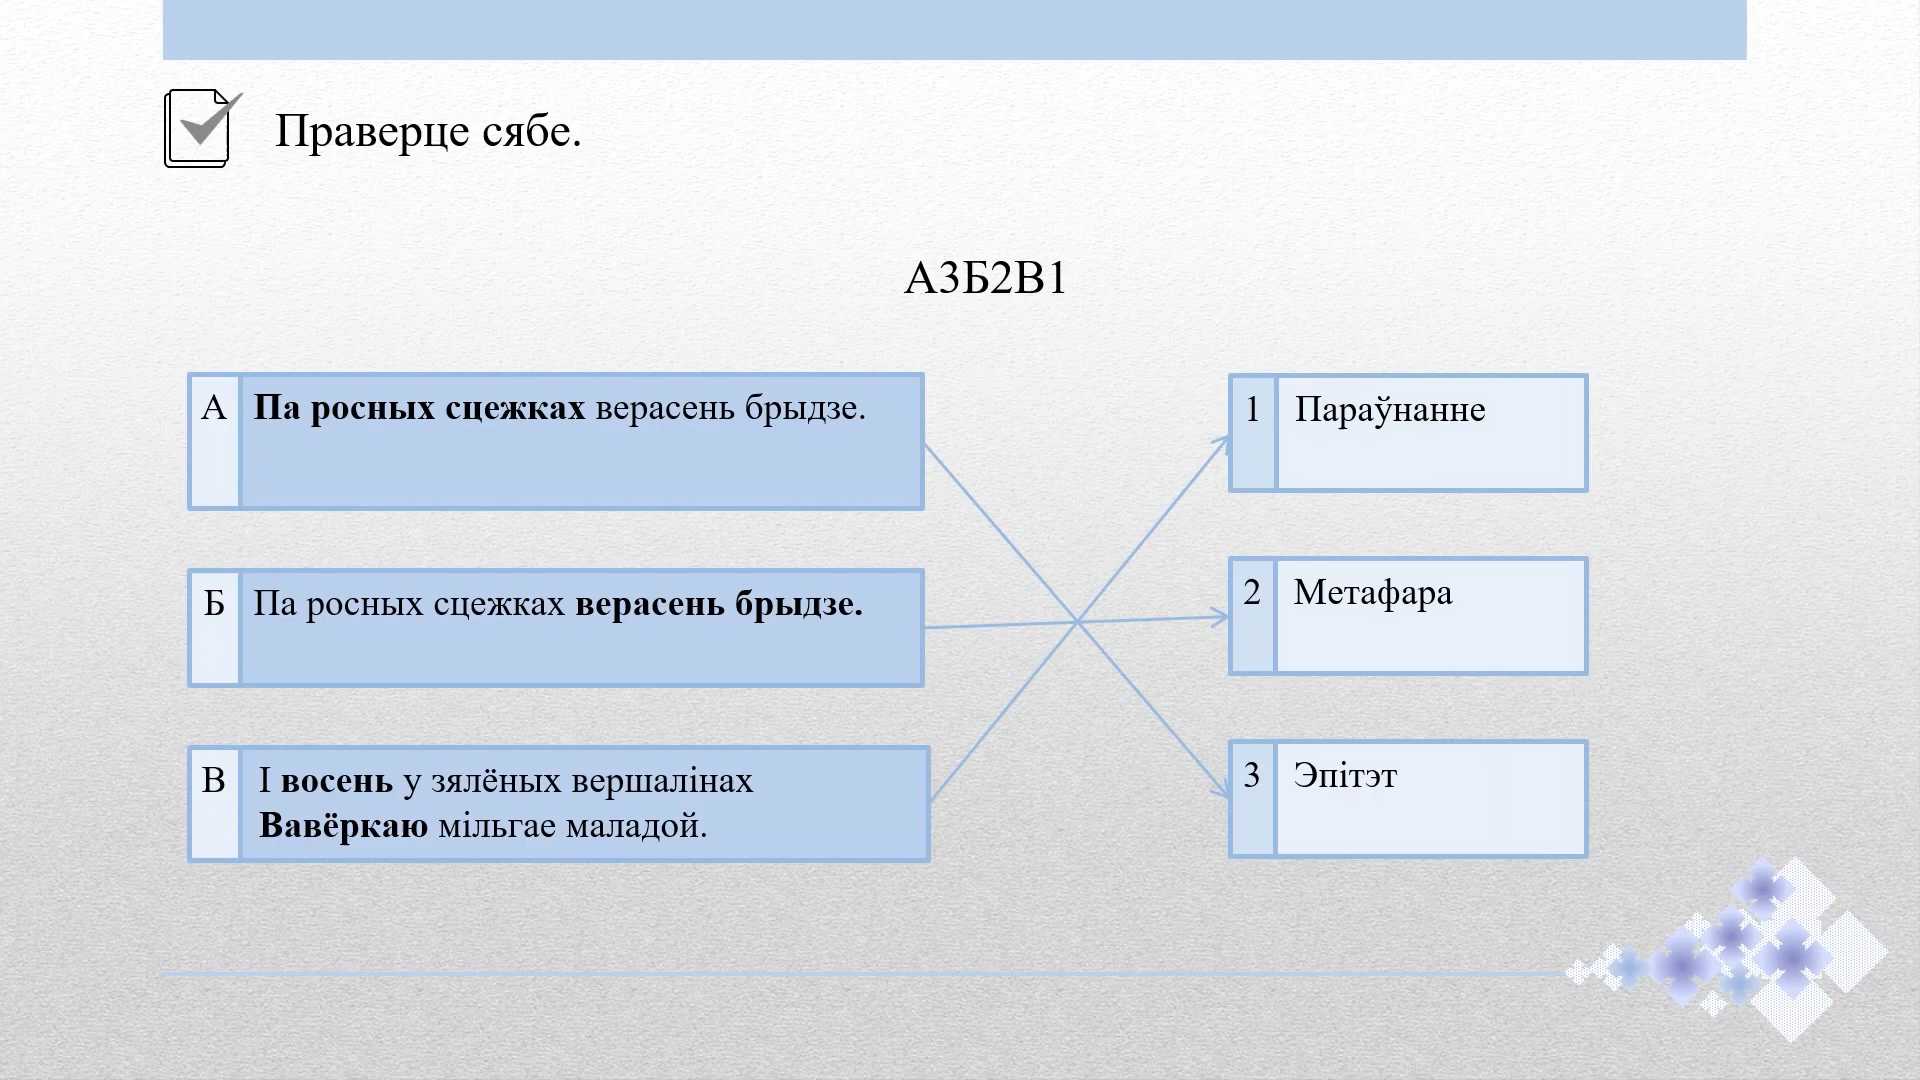 Праверце сябе.
А3Б2В1
А Па росных сцежках верасень брыдзе.
1 Параўнанне
Б Па росных сцежках верасень брыдзе.
2 Метафара
В І восень у зялёных вершалінах
Вавёркаю мільгае маладой.
3 Эпітэт